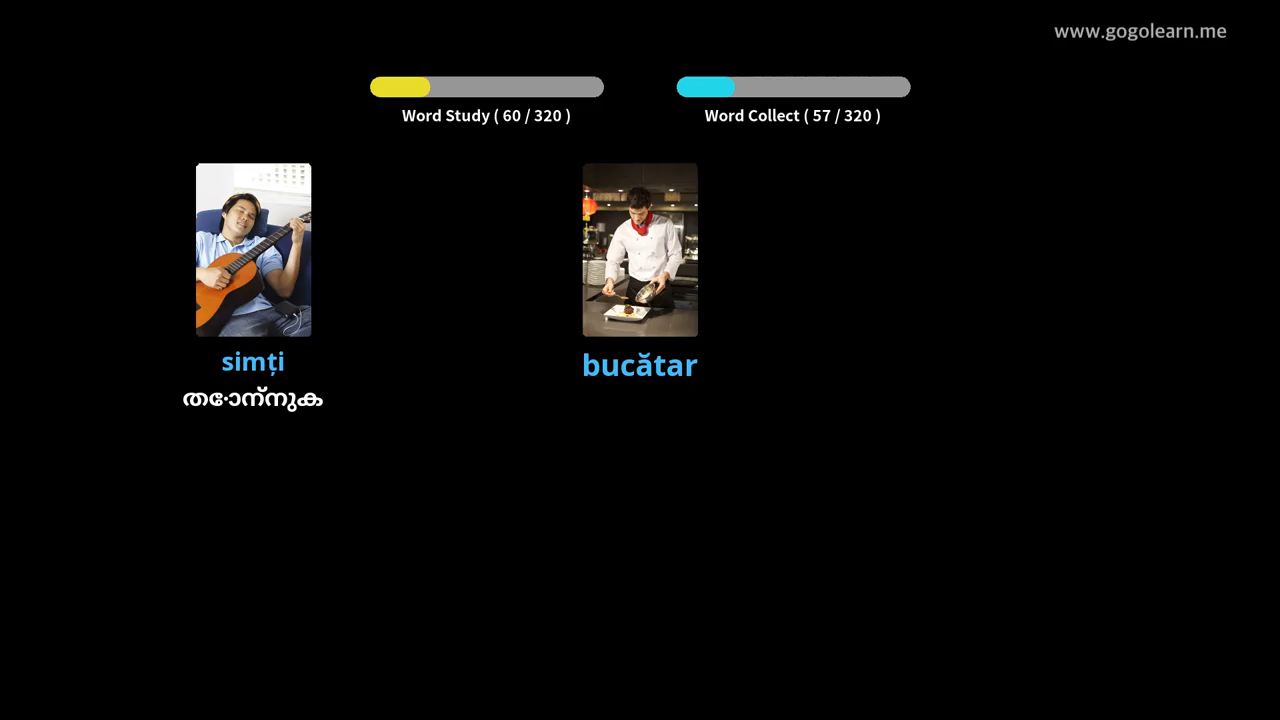 www.gogolearn.me
Word Study ( 60 / 320 )
Word Collect ( 57 / 320 )
simți
bucătar
തോന്നുക